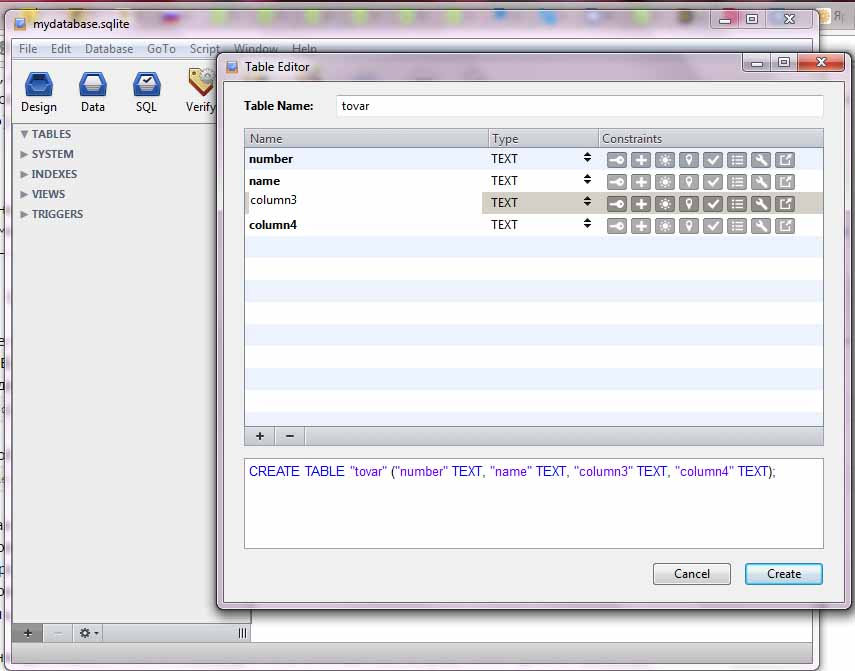 mydatabase.sqlite
File Edit Database GoTo Script Window Help
Design Data SQL Verify
TABLES
SYSTEM
INDEXES
VIEWS
TRIGGERS
Table Editor
Table Name: tovar
Name Type Constraints
number TEXT
name TEXT
column3 TEXT
column4 TEXT
+ −
CREATE TABLE "tovar" ("number" TEXT, "name" TEXT, "column3" TEXT, "column4" TEXT);
Cancel Create